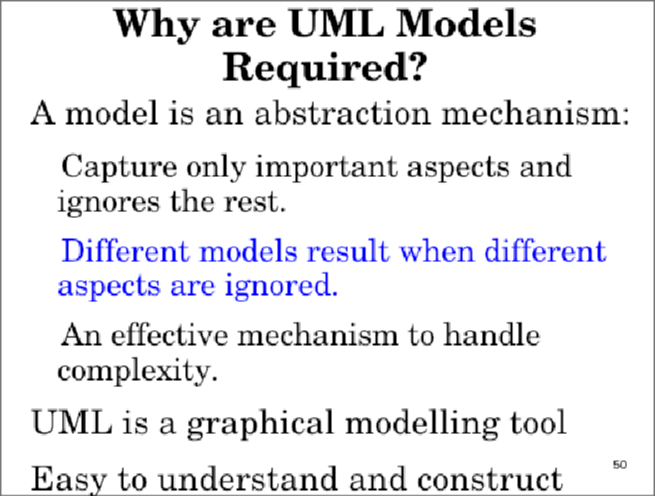 Why are UML Models
Required?
A model is an abstraction mechanism:
Capture only important aspects and
ignores the rest.
Different models result when different
aspects are ignored.
An effective mechanism to handle
complexity.
UML is a graphical modelling tool
50
Easy to understand and construct